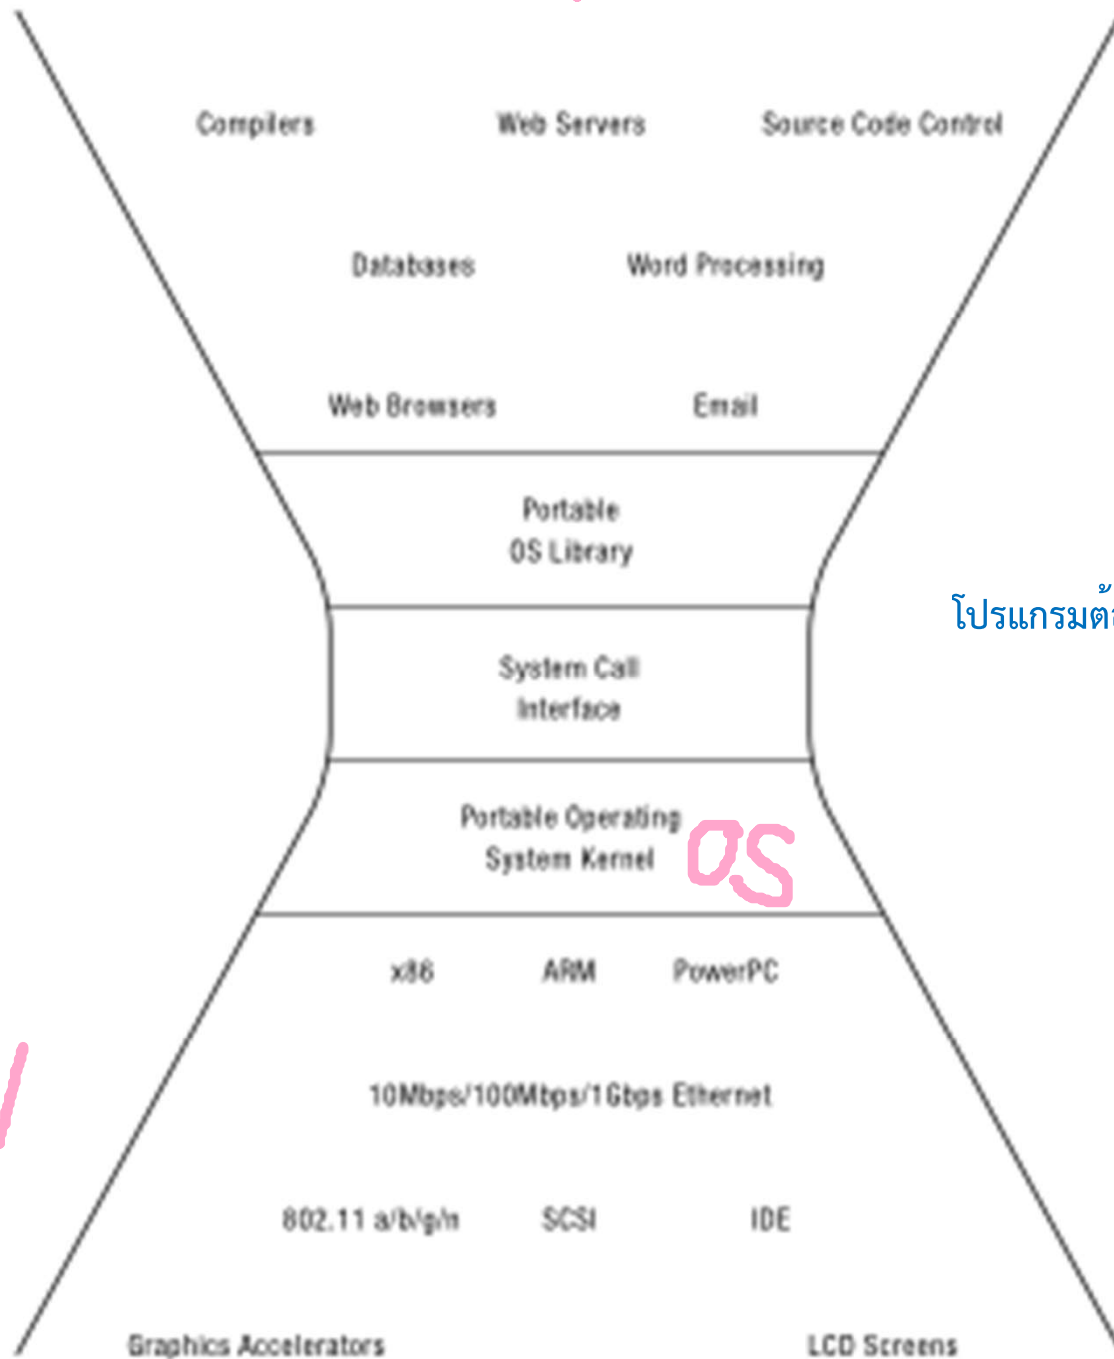 Compilers Web Servers Source Code Control
Databases Word Processing
Web Browsers Email
Portable
OS Library
โปรแกรมต้
System Call
Interface
Portable Operating
System Kernel OS
x86 ARM PowerPC
10Mbps/100Mbps/1Gbps Ethernet
802.11 a/b/g/n SCSI IDE
Graphics Accelerators LCD Screens